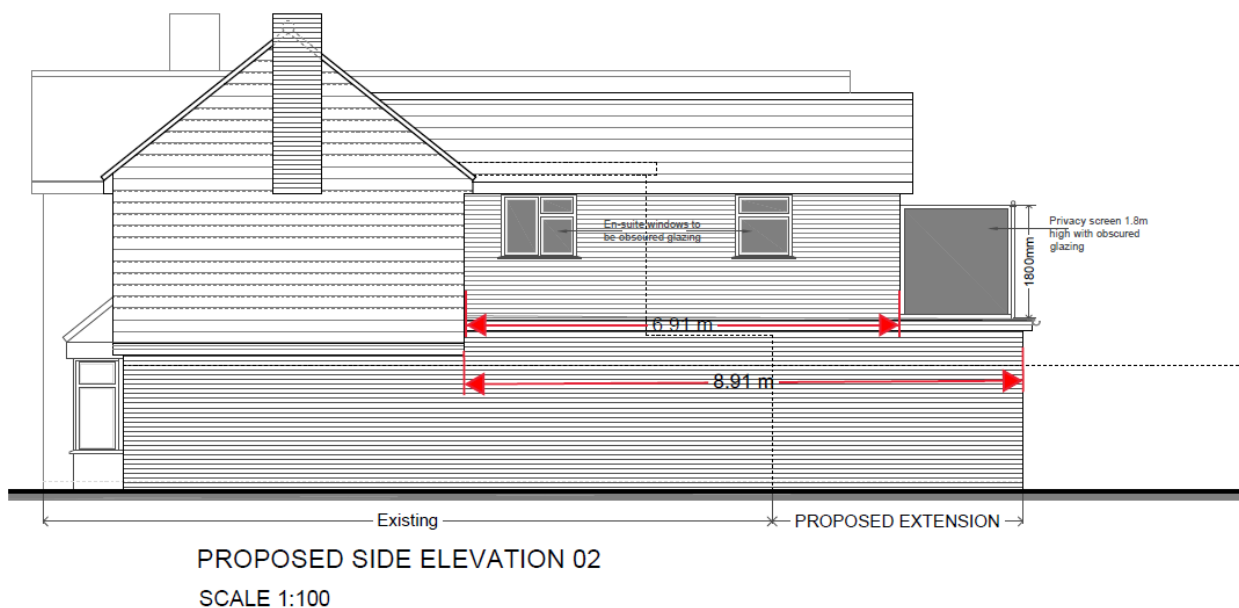 En-suite windows to
be obscured glazing
Privacy screen 1.8m
high with obscured
glazing
1800mm
6.91 m
8.91 m
Existing
PROPOSED EXTENSION
PROPOSED SIDE ELEVATION 02
SCALE 1:100